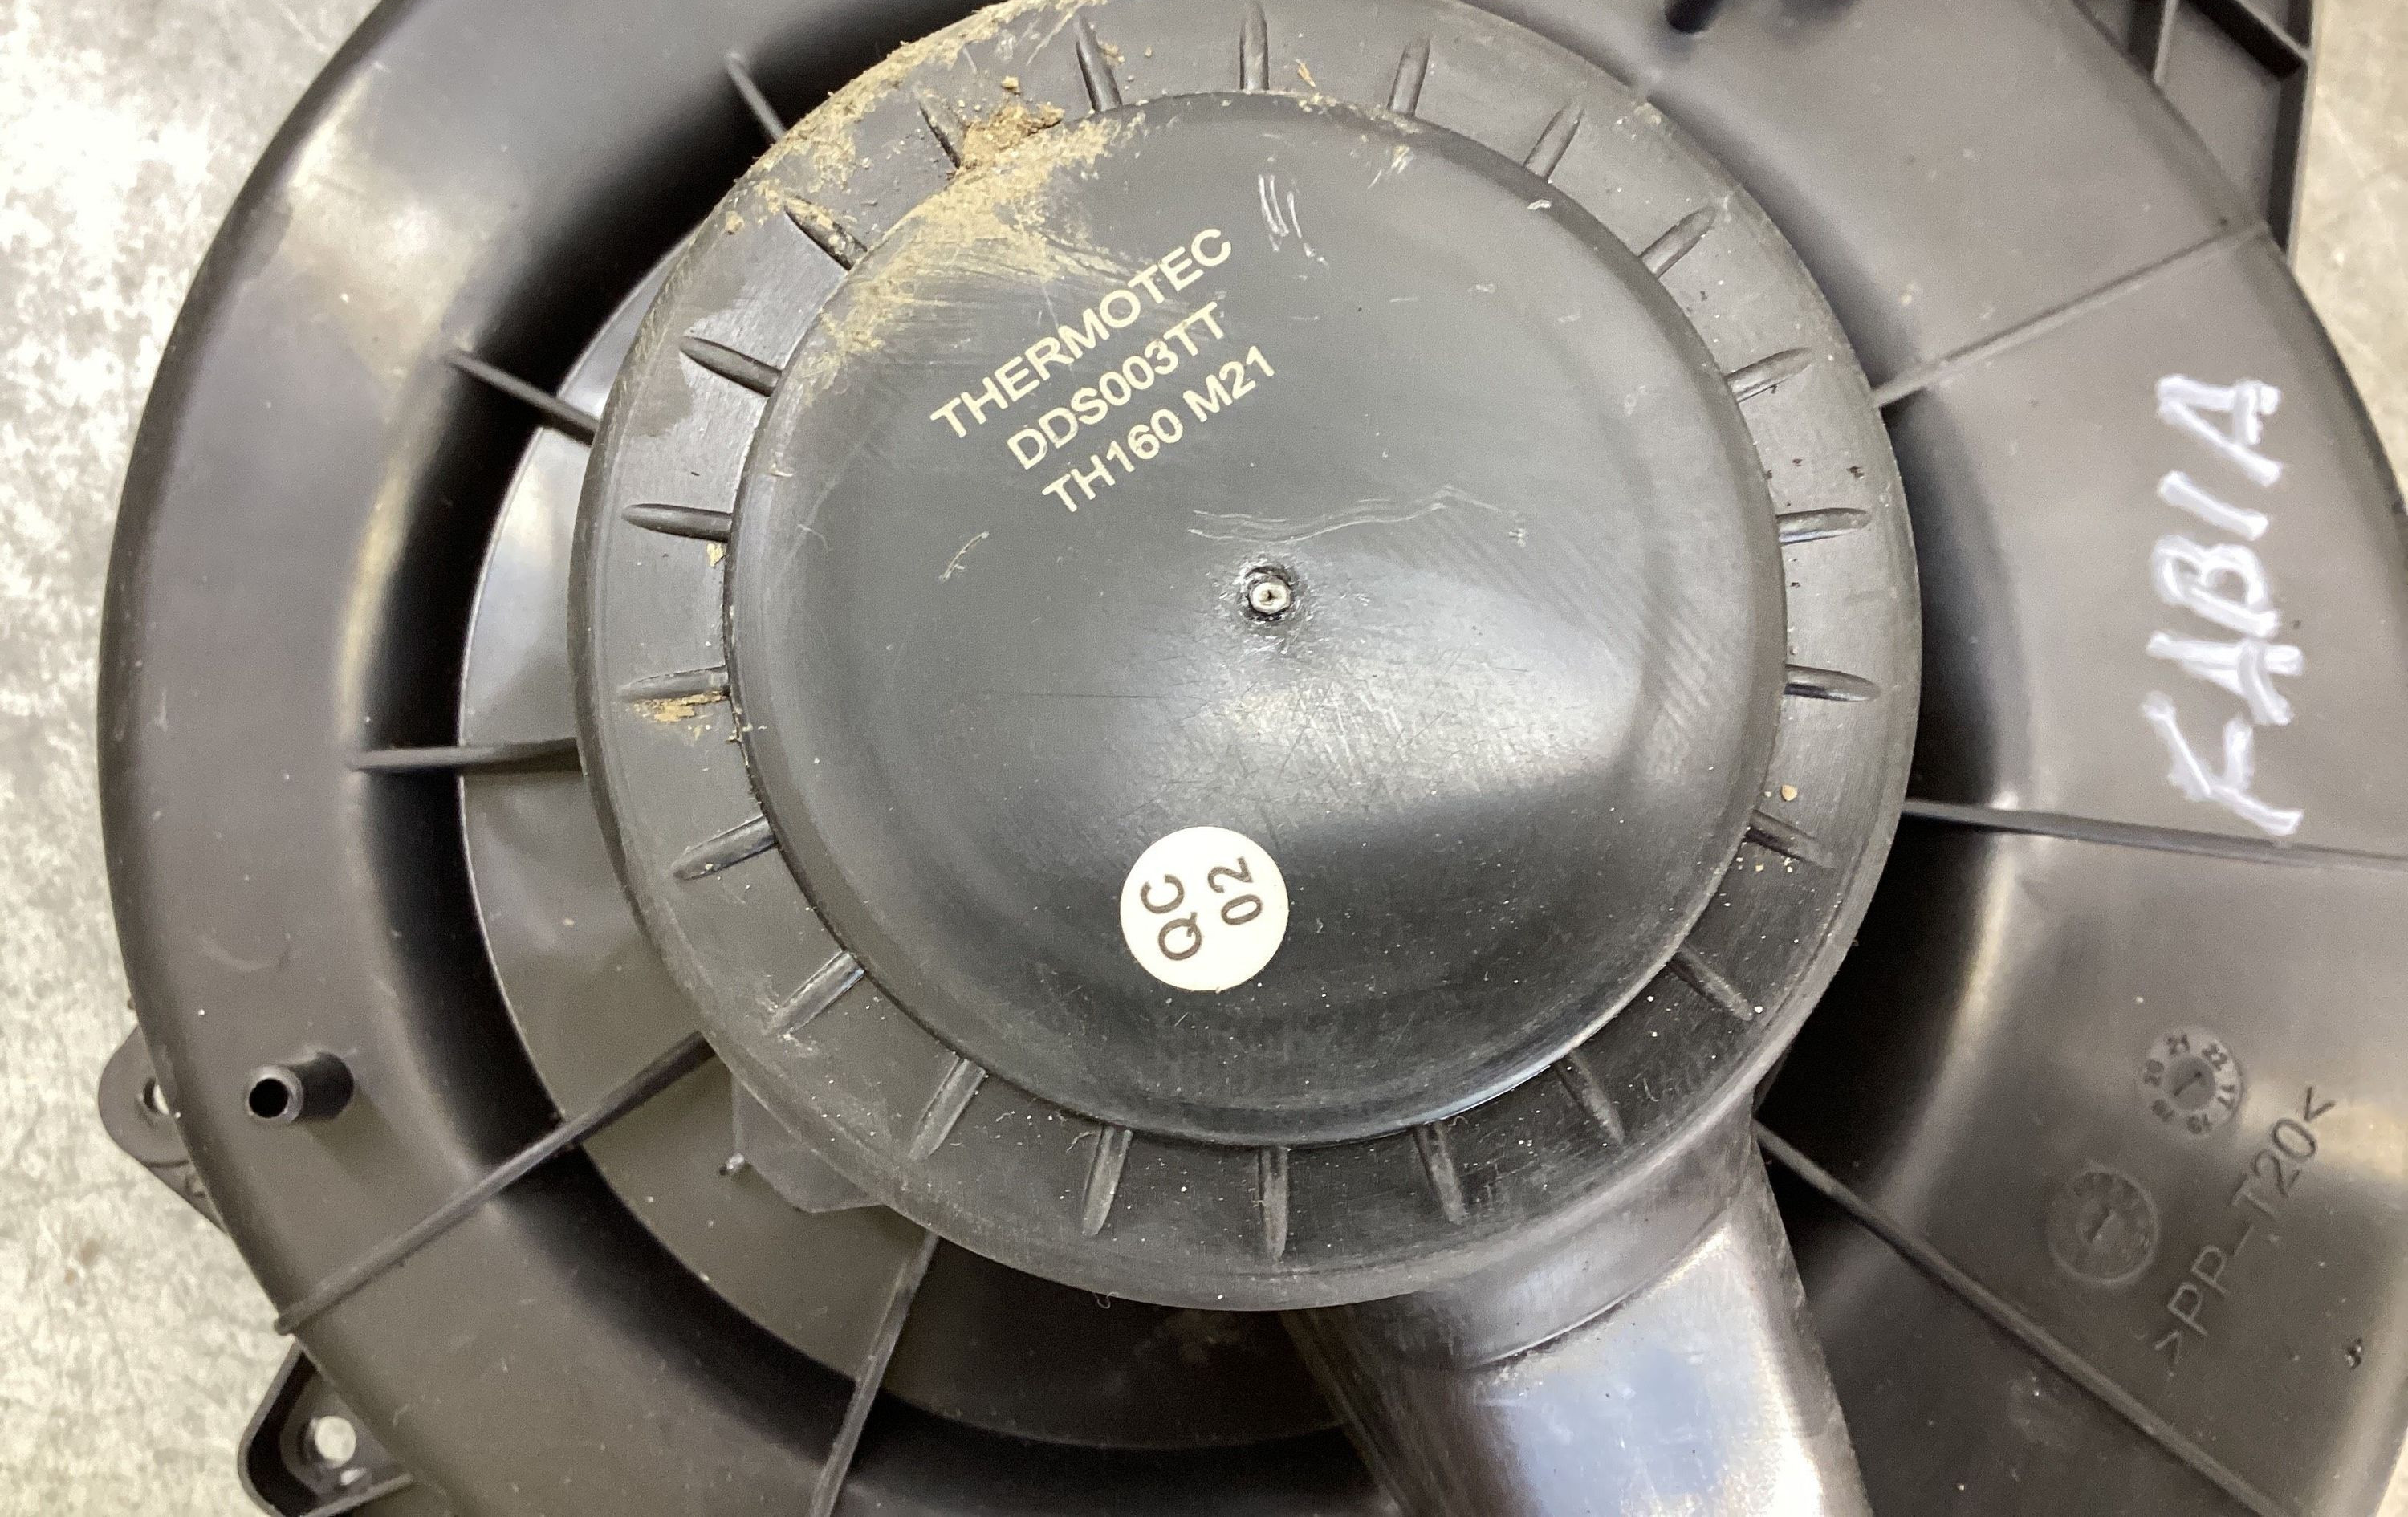 THERMOTEC
DDS003TT
TH160 M21
QC
02
FABIA
>PP-T20<